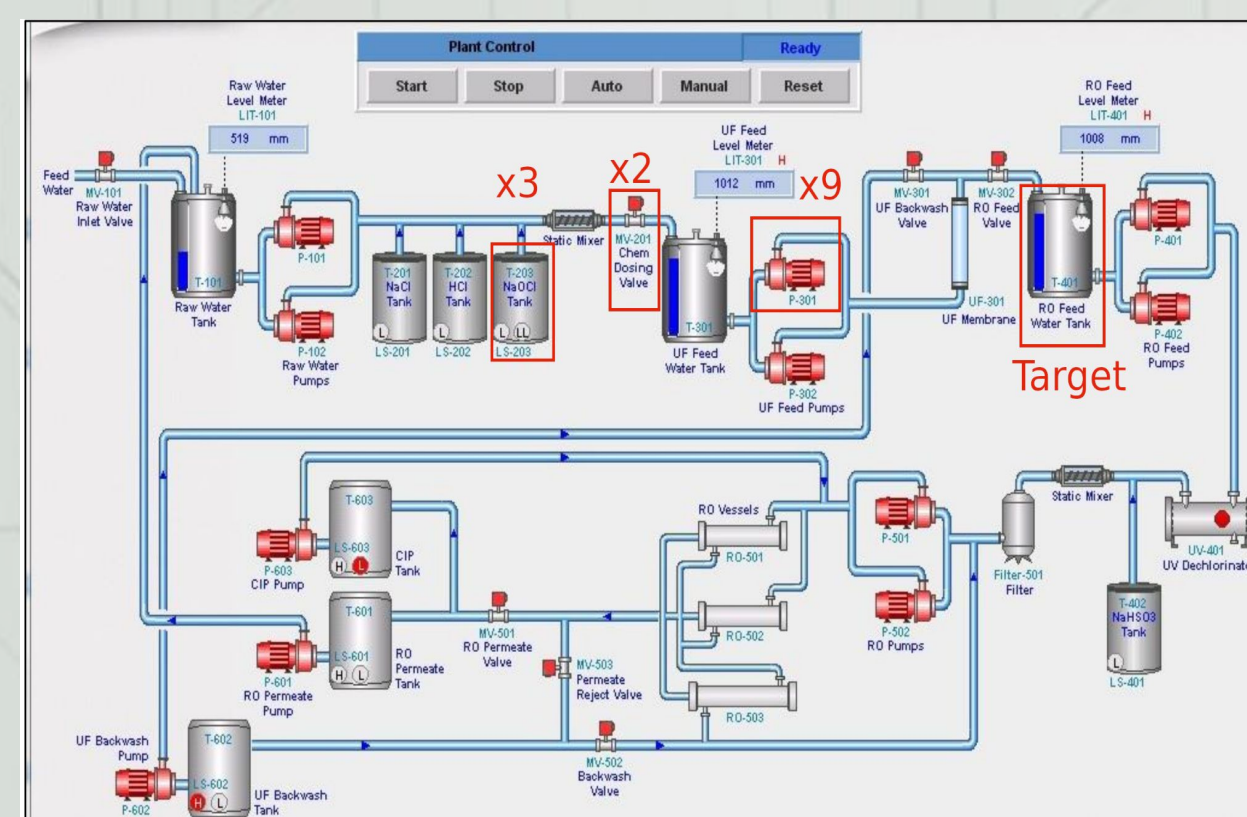 Plant Control
Ready
Start
Stop
Auto
Manual
Reset
Raw Water
Level Meter
LIT-101
519 mm
Feed
Water
MV-101
Raw Water
Inlet Valve
T-101
Raw Water
Tank
P-101
P-102
Raw Water
Pumps
x3
T-201
NaCl
Tank
L
LS-201
T-202
HCl
Tank
L
LS-202
T-203
NaOCl
Tank
L
LL
LS-203
Static Mixer
x2
MV-201
Chem
Dosing
Valve
UF Feed
Level Meter
LIT-301 H
1012 mm
T-301
UF Feed
Water Tank
x9
P-301
P-302
UF Feed Pumps
MV-301
UF Backwash
Valve
MV-302
RO Feed
Valve
UF-301
UF Membrane
RO Feed
Level Meter
LIT-401 H
1008 mm
T-401
RO Feed
Water Tank
Target
P-401
P-402
RO Feed
Pumps
T-603
LS-603
H
L
CIP
Tank
P-603
CIP Pump
T-601
LS-601
H
L
RO
Permeate
Tank
P-601
RO Permeate
Pump
MV-501
RO Permeate
Valve
MV-503
Permeate
Reject Valve
RO Vessels
RO-501
RO-502
RO-503
P-501
P-502
RO Pumps
Filter-501
Filter
Static Mixer
UV-401
UV Dechlorinat
T-402
NaHSO3
Tank
L
LS-401
UF Backwash
Pump
P-602
T-602
LS-602
H
L
UF Backwash
Tank
MV-502
Backwash
Valve